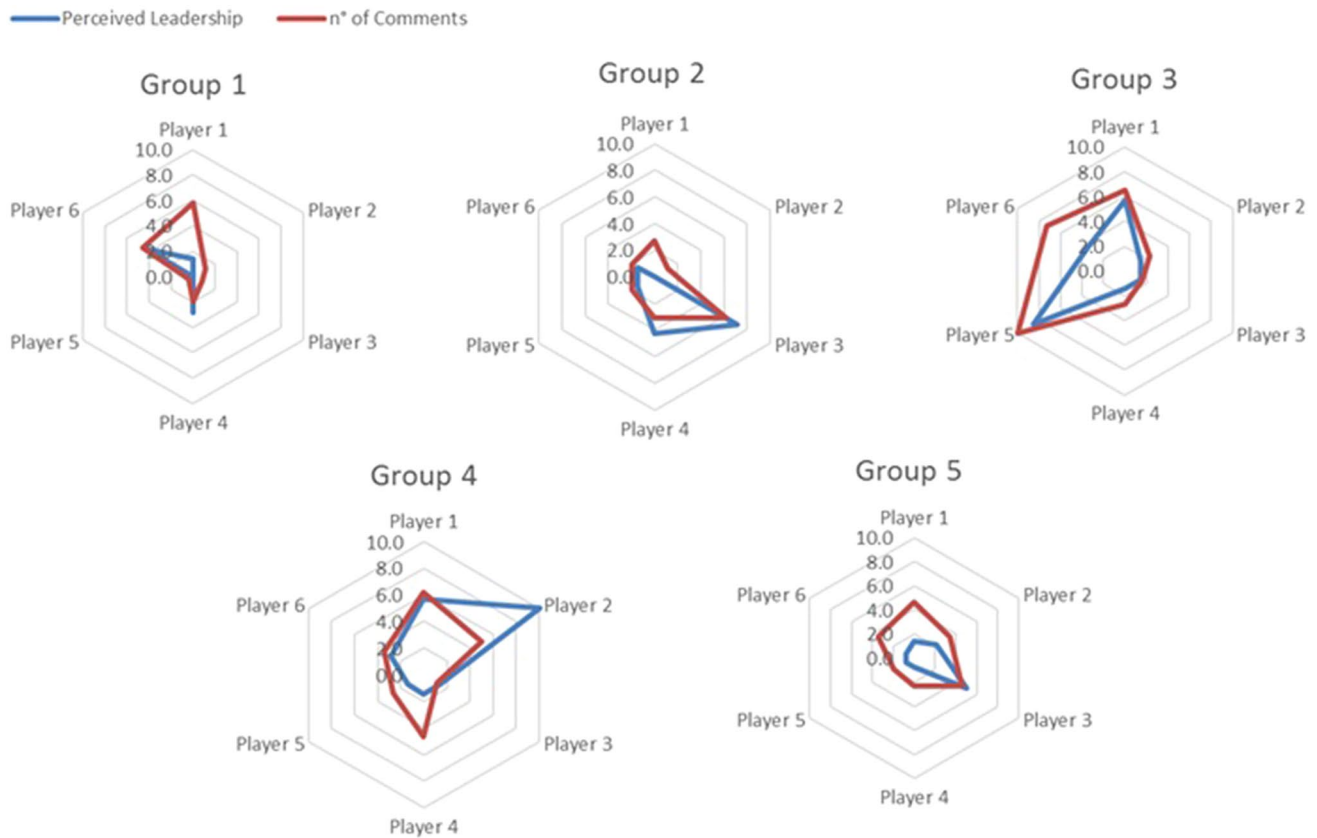 Perceived Leadership n° of Comments
Group 1
Player 1
10.0
8.0
6.0
4.0
2.0
0.0
Player 2
Player 3
Player 4
Player 5
Player 6
Group 2
Player 1
10.0
8.0
6.0
4.0
2.0
0.0
Player 2
Player 3
Player 4
Player 5
Player 6
Group 3
Player 1
10.0
8.0
6.0
4.0
2.0
0.0
Player 2
Player 3
Player 4
Player 5
Player 6
Group 4
Player 1
10.0
8.0
6.0
4.0
2.0
0.0
Player 2
Player 3
Player 4
Player 5
Player 6
Group 5
Player 1
10.0
8.0
6.0
4.0
2.0
0.0
Player 2
Player 3
Player 4
Player 5
Player 6